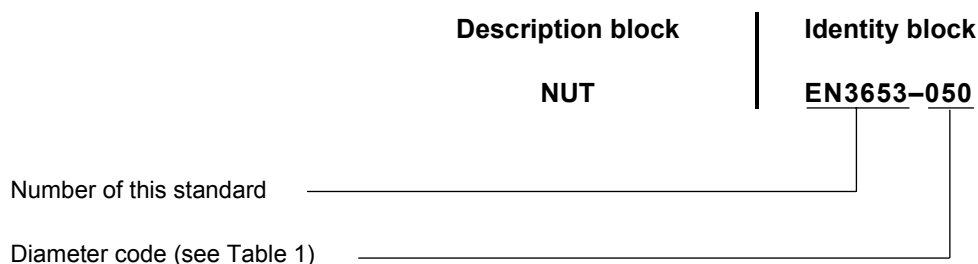 Description block Identity block
NUT EN3653–050
Number of this standard
Diameter code (see Table 1)